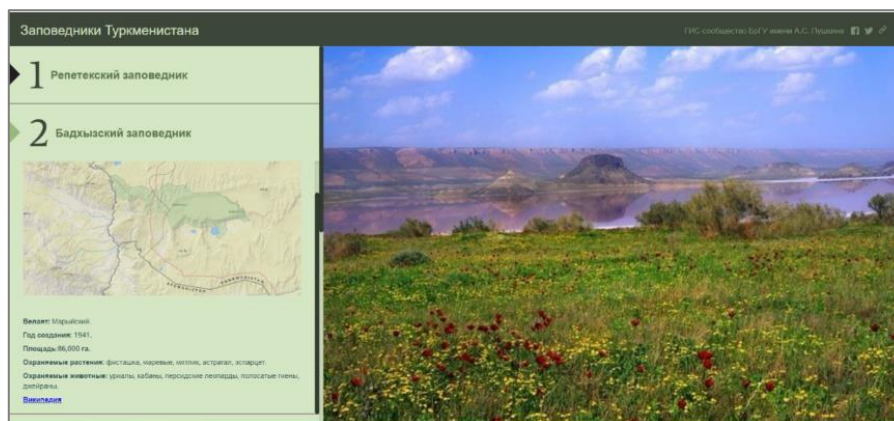 Заповедники Туркменистана
ГИС-сообщество БрГУ имени А.С. Пушкина
1 Репетекский заповедник
2 Бадхызский заповедник
Велаят: Марыйский.
Год создания: 1941.
Площадь:86,000 га.
Охраняемые растения: фисташка, маревые, мятлик, астрагал, эспарцет.
Охраняемые животные: уриалы, кабаны, персидские леопарды, полосатые гиены,
джейраны.
Википедия